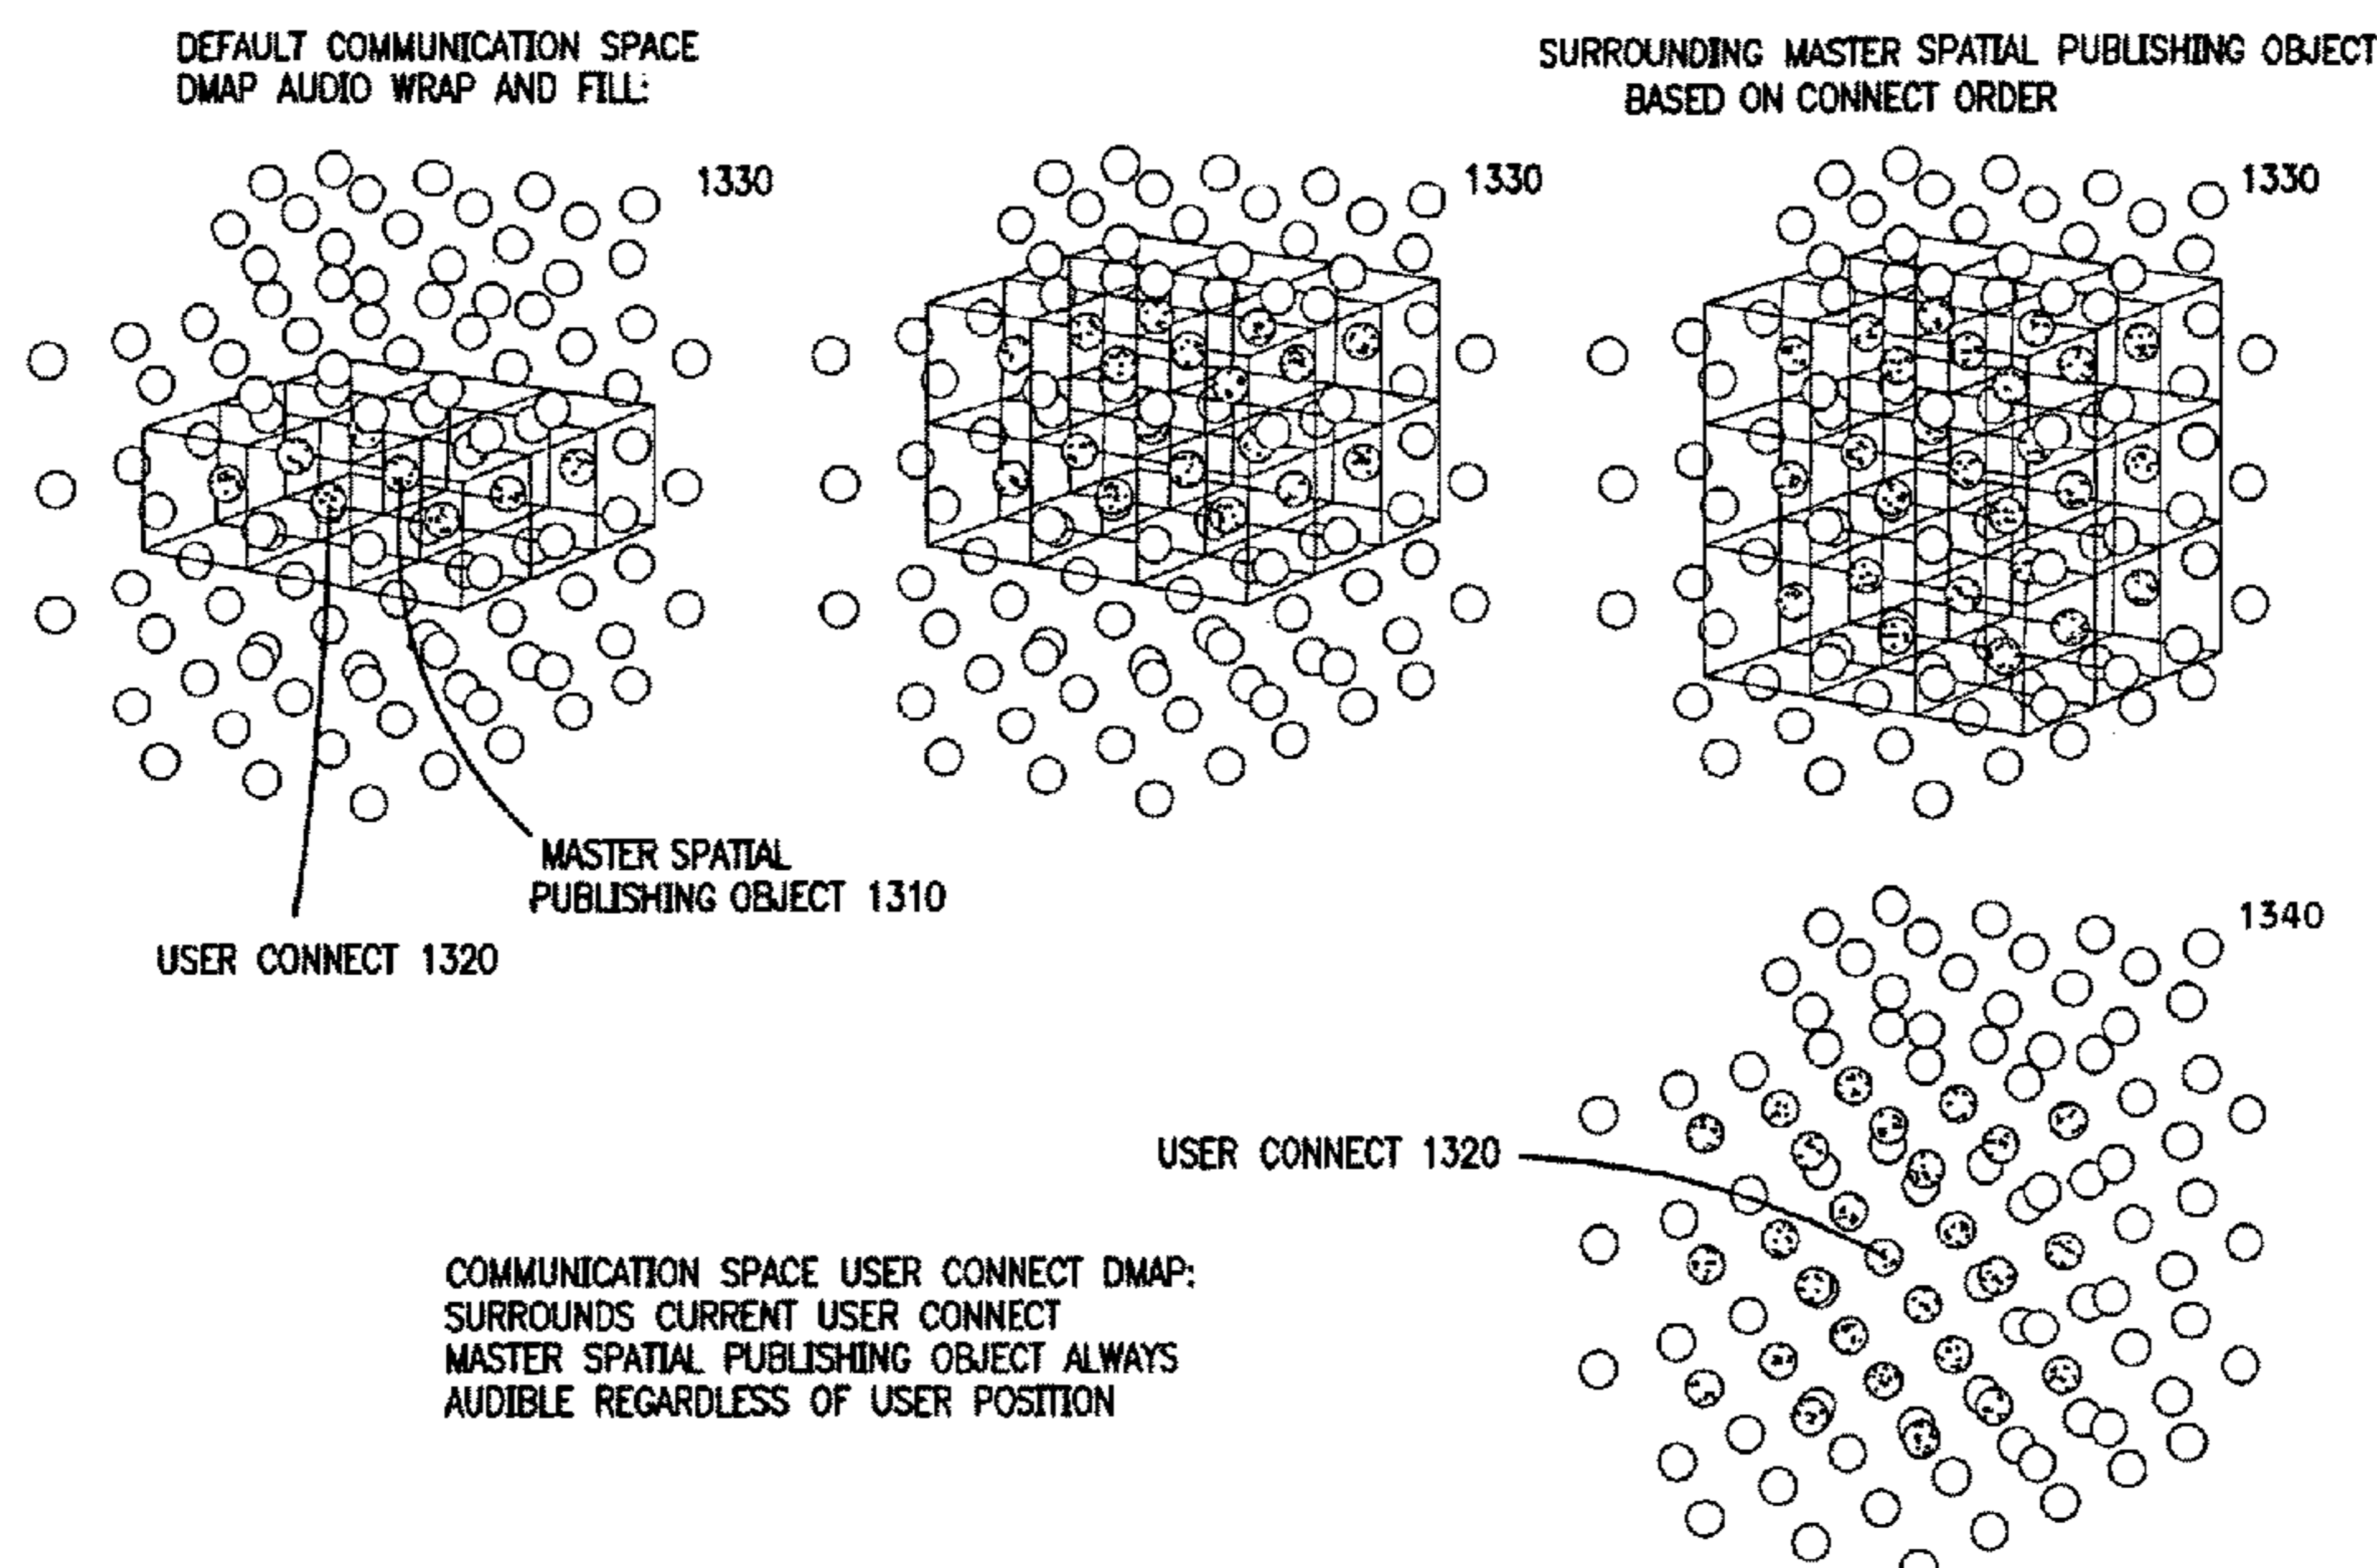 DEFAULT COMMUNICATION SPACE
DMAP AUDIO WRAP AND FILL:
SURROUNDING MASTER SPATIAL PUBLISHING OBJECT
BASED ON CONNECT ORDER
1330
1330
1330
MASTER SPATIAL
PUBLISHING OBJECT 1310
USER CONNECT 1320
1340
USER CONNECT 1320
COMMUNICATION SPACE USER CONNECT DMAP:
SURROUNDS CURRENT USER CONNECT
MASTER SPATIAL PUBLISHING OBJECT ALWAYS
AUDIBLE REGARDLESS OF USER POSITION